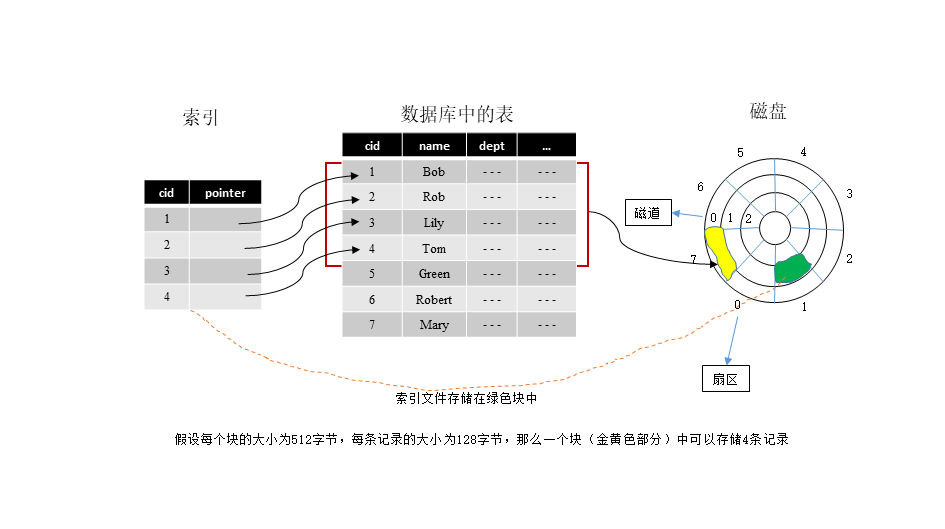 索引
数据库中的表
磁盘
cid pointer
1
2
3
4
cid name dept ...
1 Bob --- ---
2 Rob --- ---
3 Lily --- ---
4 Tom --- ---
5 Green --- ---
6 Robert --- ---
7 Mary --- ---
5 4
6 3
磁道
0 1 2
7 2
0 1
扇区
索引文件存储在绿色块中
假设每个块的大小为512字节，每条记录的大小为128字节，那么一个块（金黄色部分）中可以存储4条记录